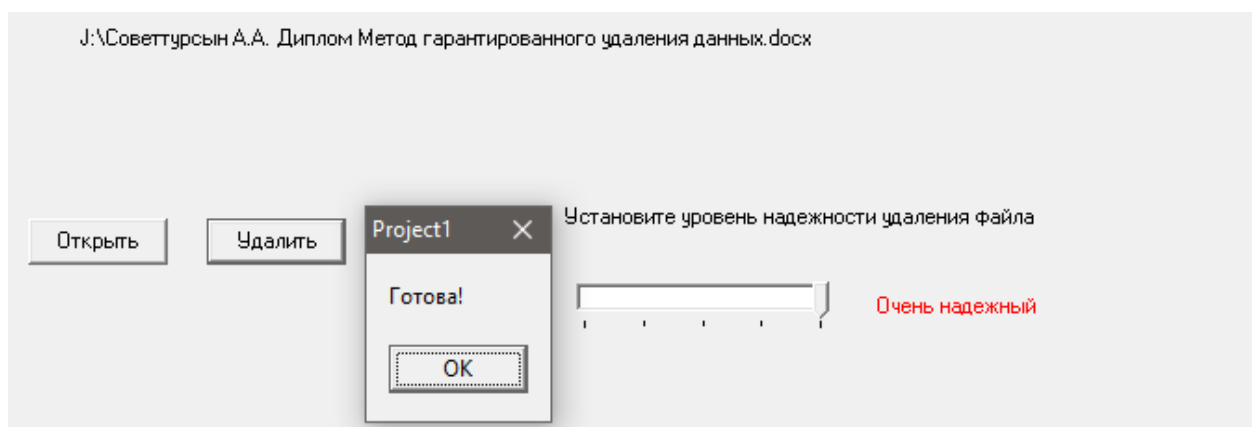 J:\Советтурсын А.А. Диплом Метод гарантированного удаления данных.docx
Открыть
Удалить
Project1
Готова!
OK
Установите уровень надежности удаления файла
Очень надежный